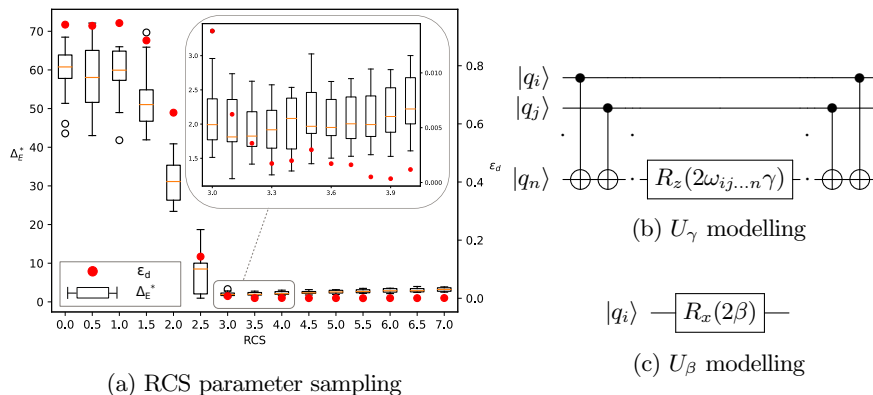 70
60
50
40
30
20
10
0
Δ_E^*
0.8
0.6
0.4
0.2
0.0
ε_d
2.5
2.0
1.5
0.010
0.005
0.000
3.0 3.3 3.6 3.9
ε_d
Δ_E^*
0.0 0.5 1.0 1.5 2.0 2.5 3.0 3.5 4.0 4.5 5.0 5.5 6.0 6.5 7.0
RCS
(a) RCS parameter sampling
|q_i⟩
|q_j⟩
|q_n⟩
R_z(2ω_{ij...n}γ)
(b) U_γ modelling
|q_i⟩
R_x(2β)
(c) U_β modelling